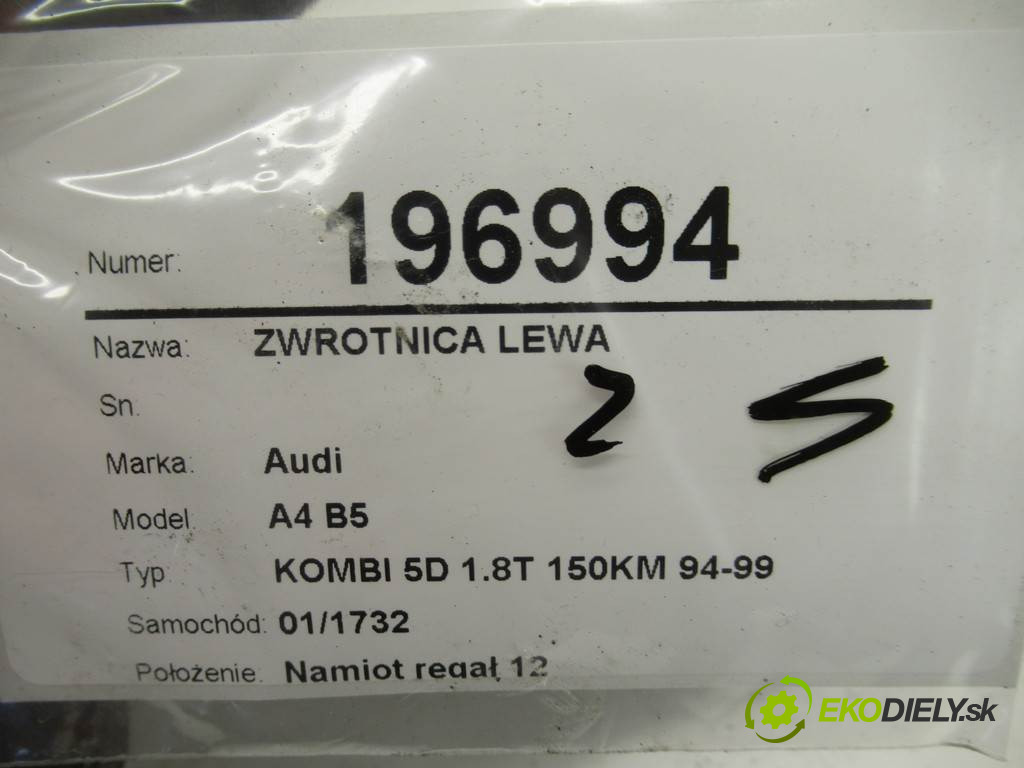 Numer: 196994
Nazwa: ZWROTNICA LEWA
Sn.
2 S
Marka: Audi
Model A4 B5
Typ KOMBI 5D 1.8T 150KM 94-99
Samochód: 01/1732
Położenie. Namiot regał 12
EKODIELY.sk